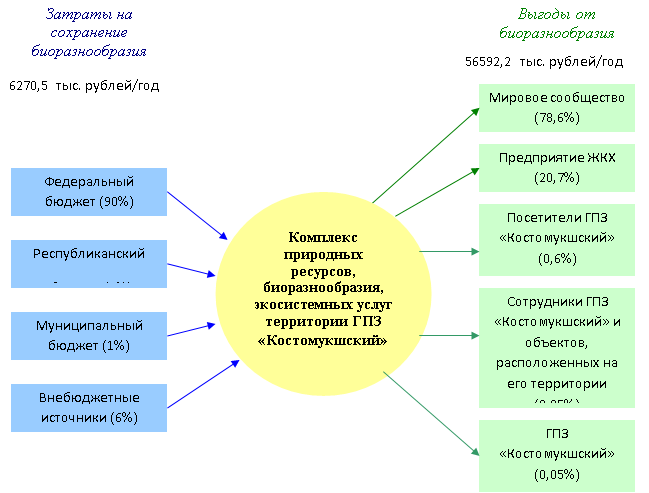 Затраты на
сохранение
биоразнообразия
6270,5 тыс. рублей/год
Федеральный
бюджет (90%)
Республиканский
Муниципальный
бюджет (1%)
Внебюджетные
источники (6%)
Комплекс
природных
ресурсов,
биоразнообразия,
экосистемных услуг
территории ГПЗ
«Костомукшский»
Выгоды от
биоразнообразия
56592,2 тыс. рублей/год
Мировое сообщество
(78,6%)
Предприятие ЖКХ
(20,7%)
Посетители ГПЗ
«Костомукшский»
(0,6%)
Сотрудники ГПЗ
«Костомукшский» и
объектов,
расположенных на
его территории
ГПЗ
«Костомукшский»
(0,05%)